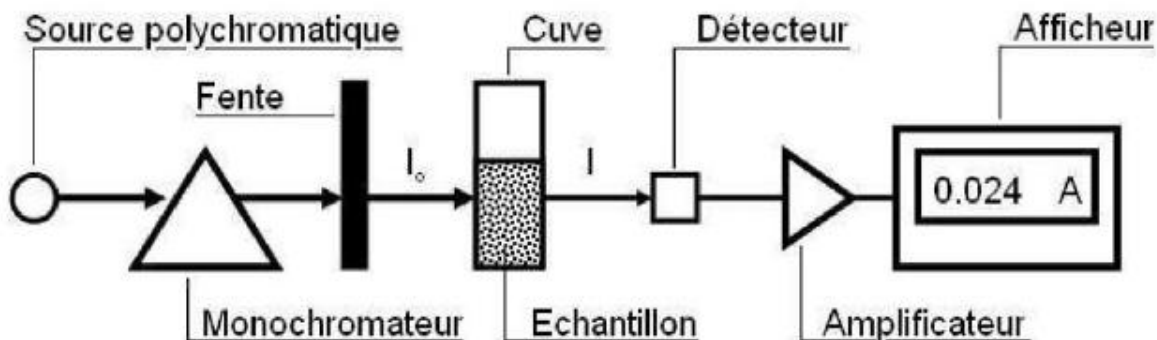 Source polychromatique
Cuve
Détecteur
Afficheur
Fente
I₀
I
0.024 A
Monochromateur
Echantillon
Amplificateur